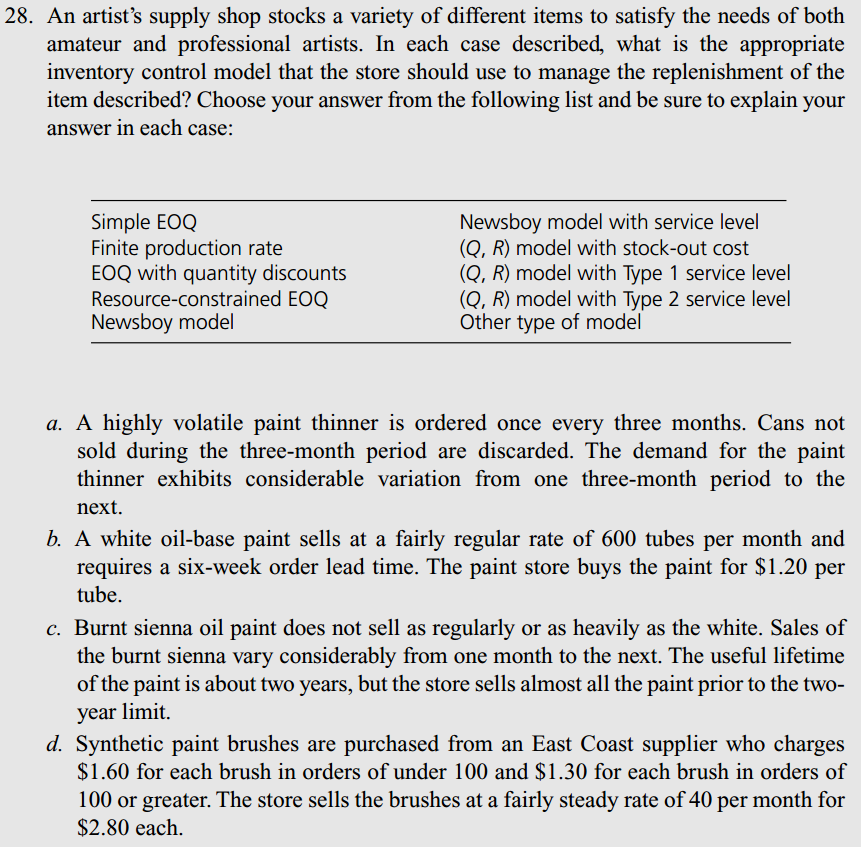 28. An artist’s supply shop stocks a variety of different items to satisfy the needs of both
amateur and professional artists. In each case described, what is the appropriate
inventory control model that the store should use to manage the replenishment of the
item described? Choose your answer from the following list and be sure to explain your
answer in each case:
Simple EOQ
Finite production rate
EOQ with quantity discounts
Resource-constrained EOQ
Newsboy model
Newsboy model with service level
(Q, R) model with stock-out cost
(Q, R) model with Type 1 service level
(Q, R) model with Type 2 service level
Other type of model
a. A highly volatile paint thinner is ordered once every three months. Cans not
sold during the three-month period are discarded. The demand for the paint
thinner exhibits considerable variation from one three-month period to the
next.
b. A white oil-base paint sells at a fairly regular rate of 600 tubes per month and
requires a six-week order lead time. The paint store buys the paint for $1.20 per
tube.
c. Burnt sienna oil paint does not sell as regularly or as heavily as the white. Sales of
the burnt sienna vary considerably from one month to the next. The useful lifetime
of the paint is about two years, but the store sells almost all the paint prior to the two-
year limit.
d. Synthetic paint brushes are purchased from an East Coast supplier who charges
$1.60 for each brush in orders of under 100 and $1.30 for each brush in orders of
100 or greater. The store sells the brushes at a fairly steady rate of 40 per month for
$2.80 each.